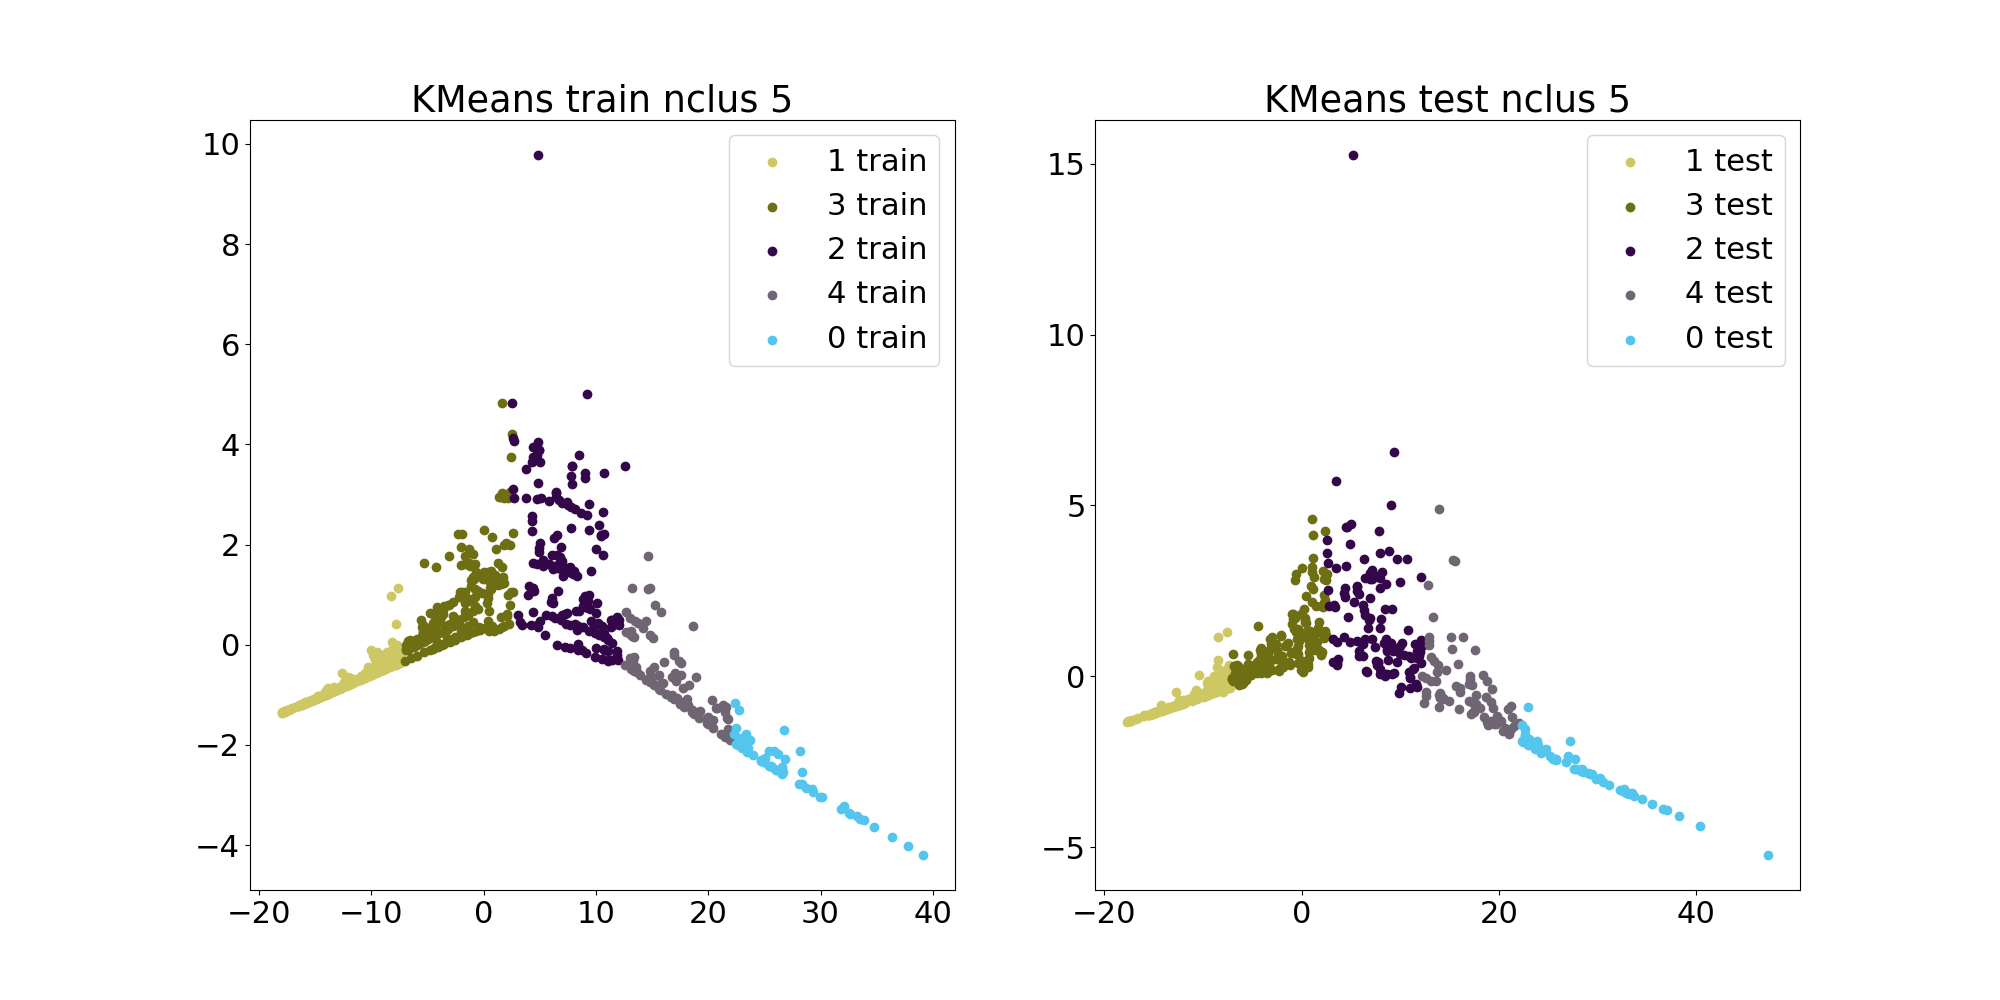 KMeans train nclus 5
10
8
6
4
2
0
−2
−4
−20
−10
0
10
20
30
40
1 train
3 train
2 train
4 train
0 train
KMeans test nclus 5
15
10
5
0
−5
−20
0
20
40
1 test
3 test
2 test
4 test
0 test